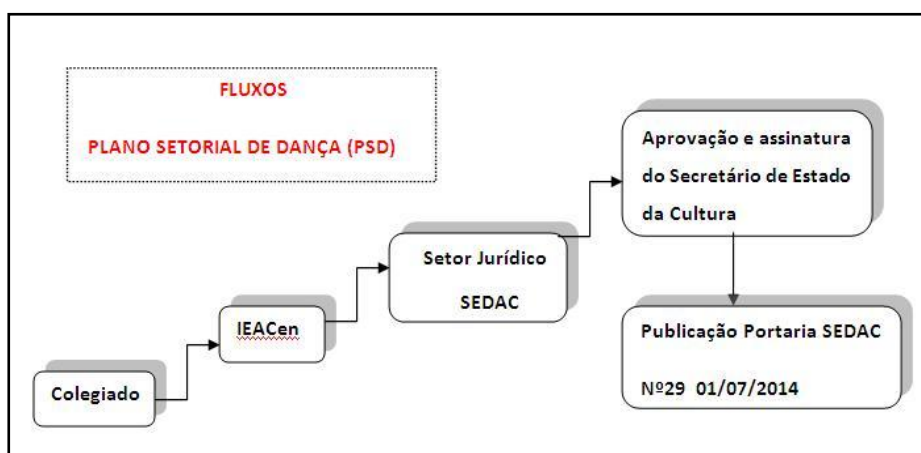 FLUXOS
PLANO SETORIAL DE DANÇA (PSD)
Aprovação e assinatura
do Secretário de Estado
da Cultura
Setor Jurídico
SEDAC
IEACen
Publicação Portaria SEDAC
Nº29 01/07/2014
Colegiado